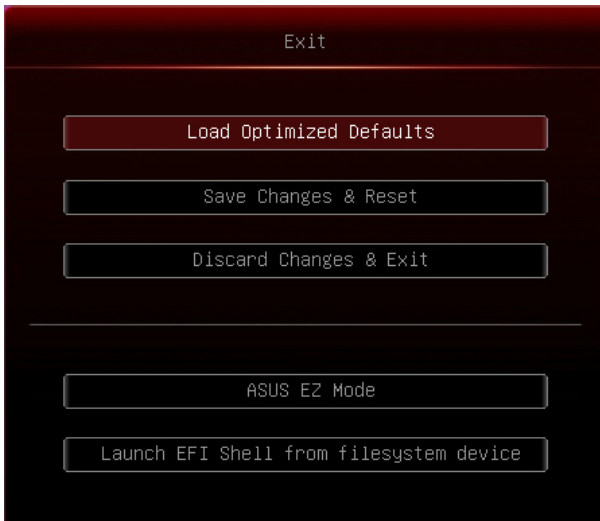 Exit
Load Optimized Defaults
Save Changes & Reset
Discard Changes & Exit
ASUS EZ Mode
Launch EFI Shell from filesystem device